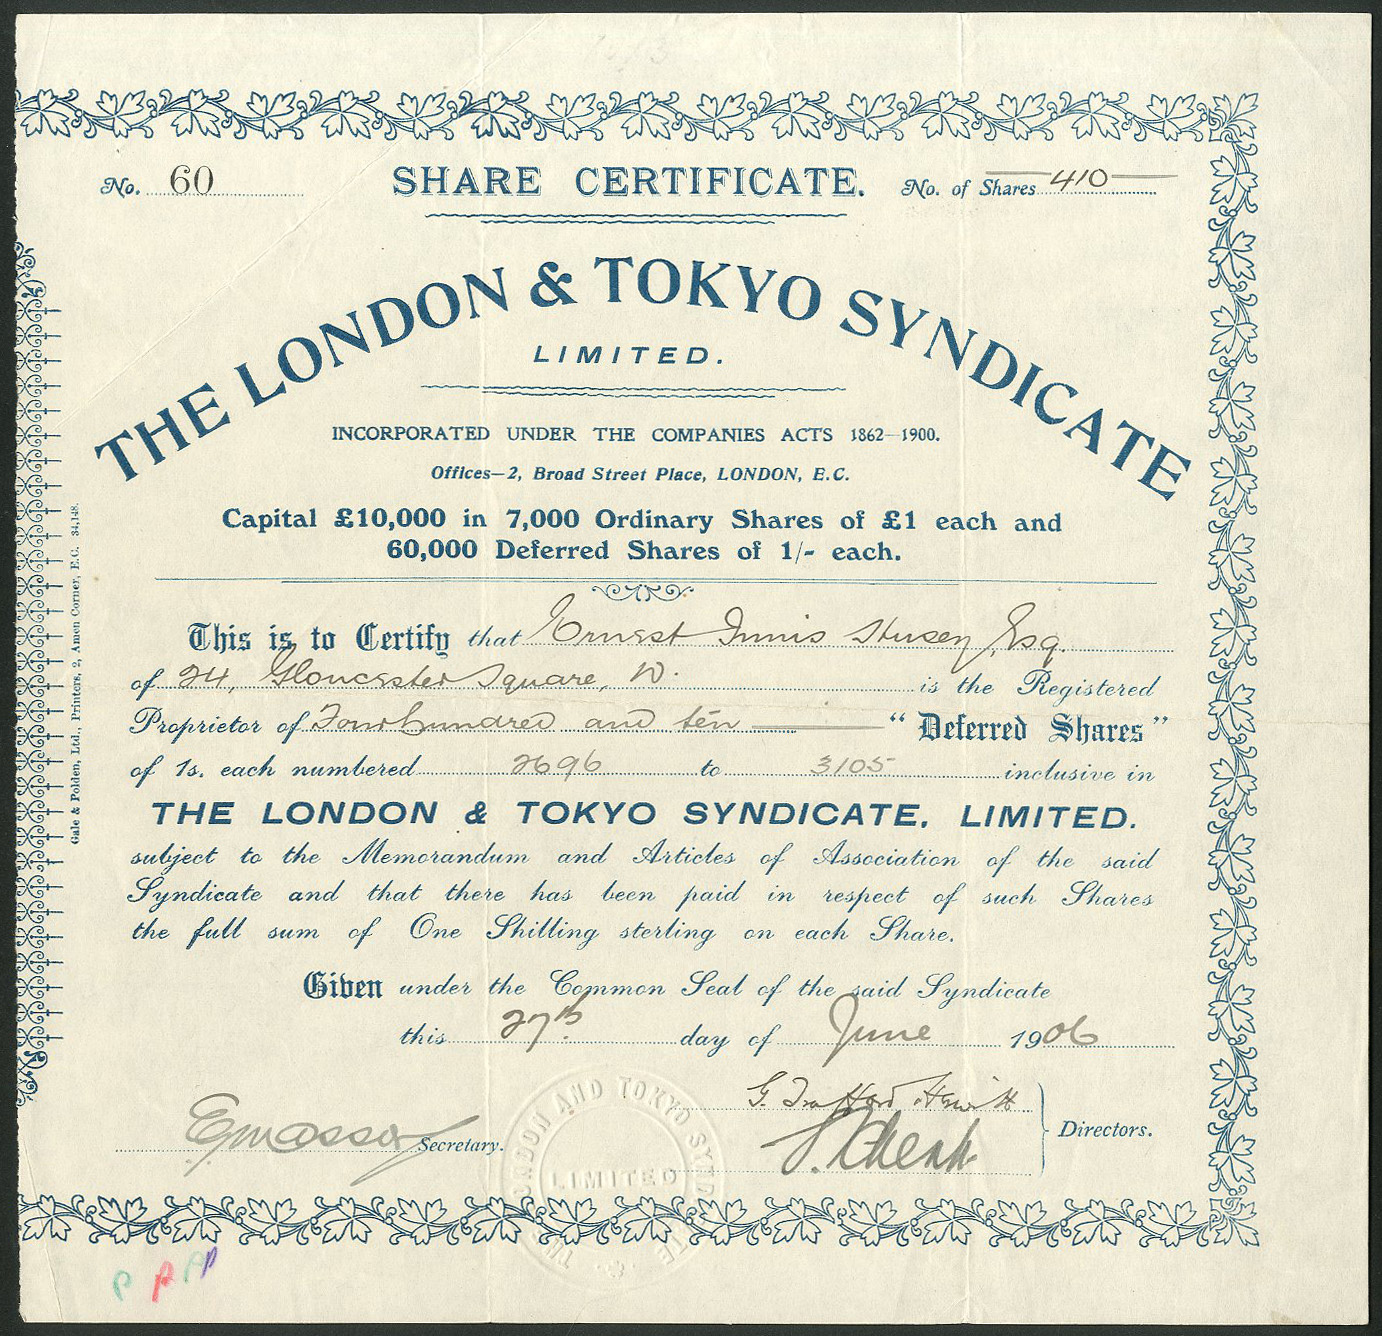 No. 60 SHARE CERTIFICATE. No. of Shares 410
THE LONDON & TOKYO SYNDICATE
LIMITED.
INCORPORATED UNDER THE COMPANIES ACTS 1862—1900.
Offices—2, Broad Street Place, LONDON, E.C.
Capital £10,000 in 7,000 Ordinary Shares of £1 each and
60,000 Deferred Shares of 1/- each.
This is to Certify that Ernest Innis Husey, Esq.
of 24, Gloucester Square, W. is the Registered
Proprietor of Four hundred and ten "Deferred Shares"
of 1s. each numbered 2696 to 3105 inclusive in
THE LONDON & TOKYO SYNDICATE, LIMITED.
subject to the Memorandum and Articles of Association of the said
Syndicate and that there has been paid in respect of such Shares
the full sum of One Shilling sterling on each Share.
Given under the Common Seal of the said Syndicate
this 27th day of June 1906
G. Trafford Hewitt
Secretary.
Directors.
THE LONDON AND TOKYO SYNDICATE
LIMITED
Gale & Polden, Ltd., Printers, 2, Amen Corner, E.C. 34,148.
P P P P